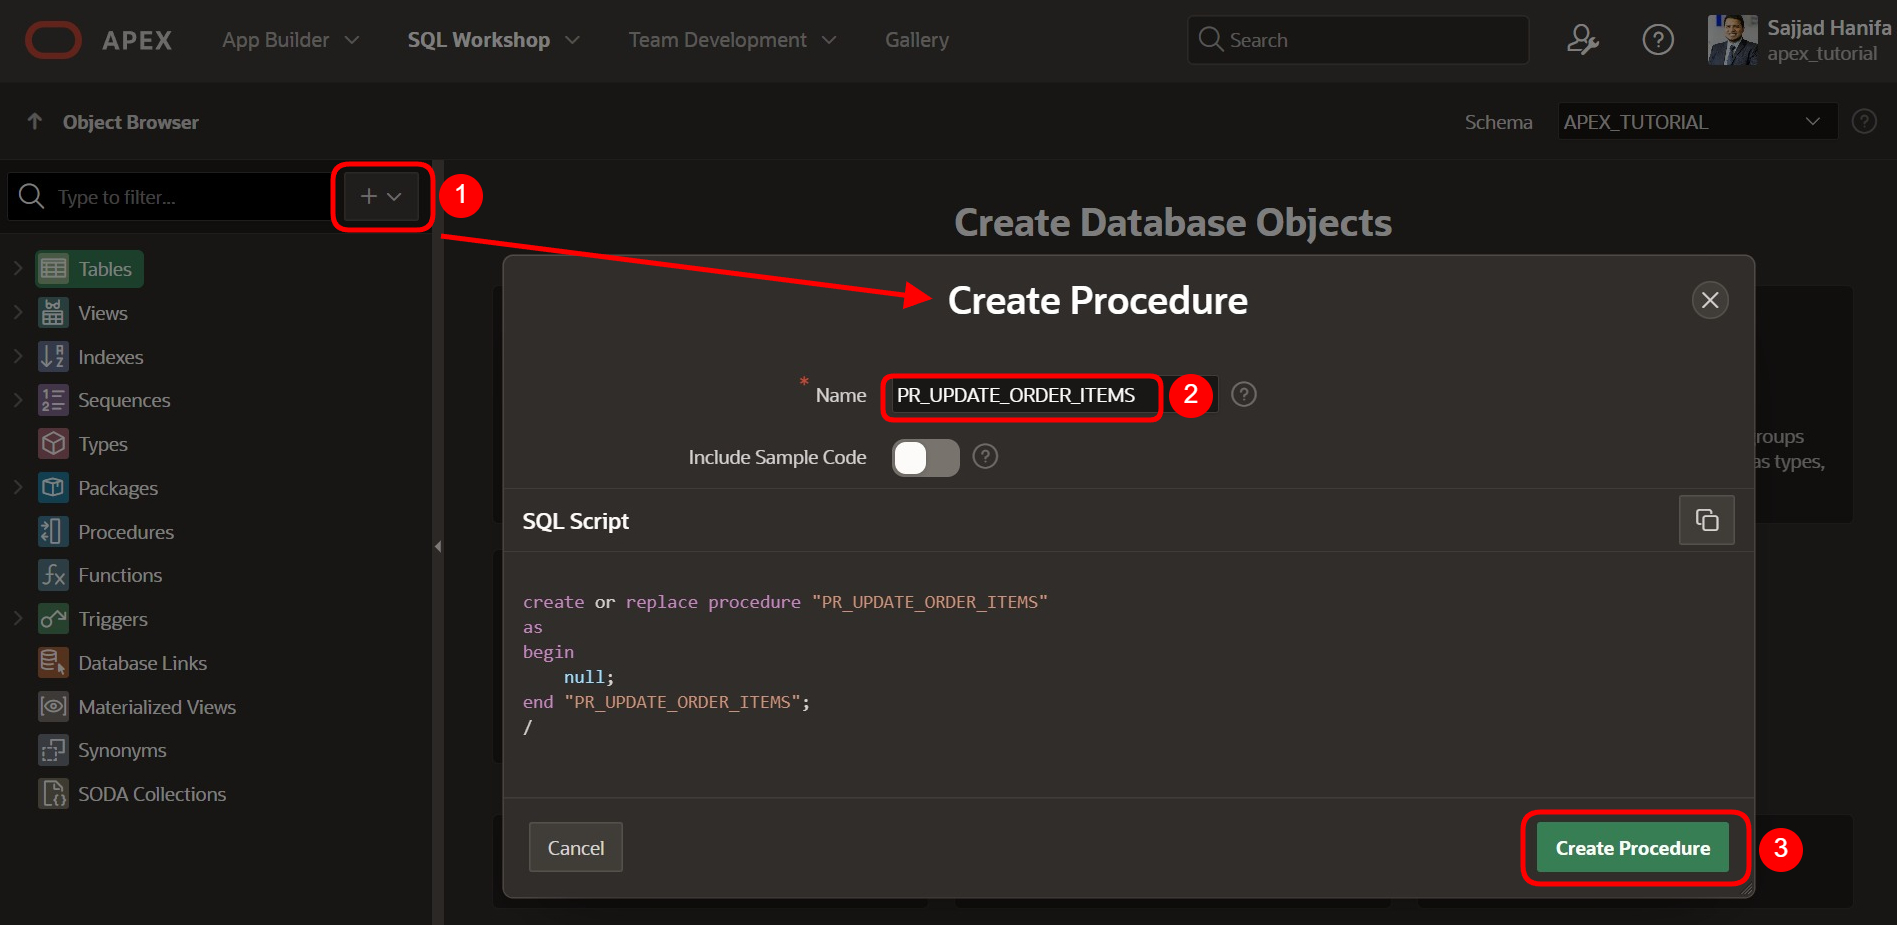 APEX
App Builder
SQL Workshop
Team Development
Gallery
Search
Sajjad Hanifa
apex_tutorial
Object Browser
Schema
APEX_TUTORIAL
Type to filter...
1
Tables
Views
Indexes
Sequences
Types
Packages
Procedures
Functions
Triggers
Database Links
Materialized Views
Synonyms
SODA Collections
Create Database Objects
roups
as types,
Create Procedure
* Name
PR_UPDATE_ORDER_ITEMS
2
Include Sample Code
SQL Script
create or replace procedure "PR_UPDATE_ORDER_ITEMS"
as
begin
    null;
end "PR_UPDATE_ORDER_ITEMS";
/
Cancel
Create Procedure
3